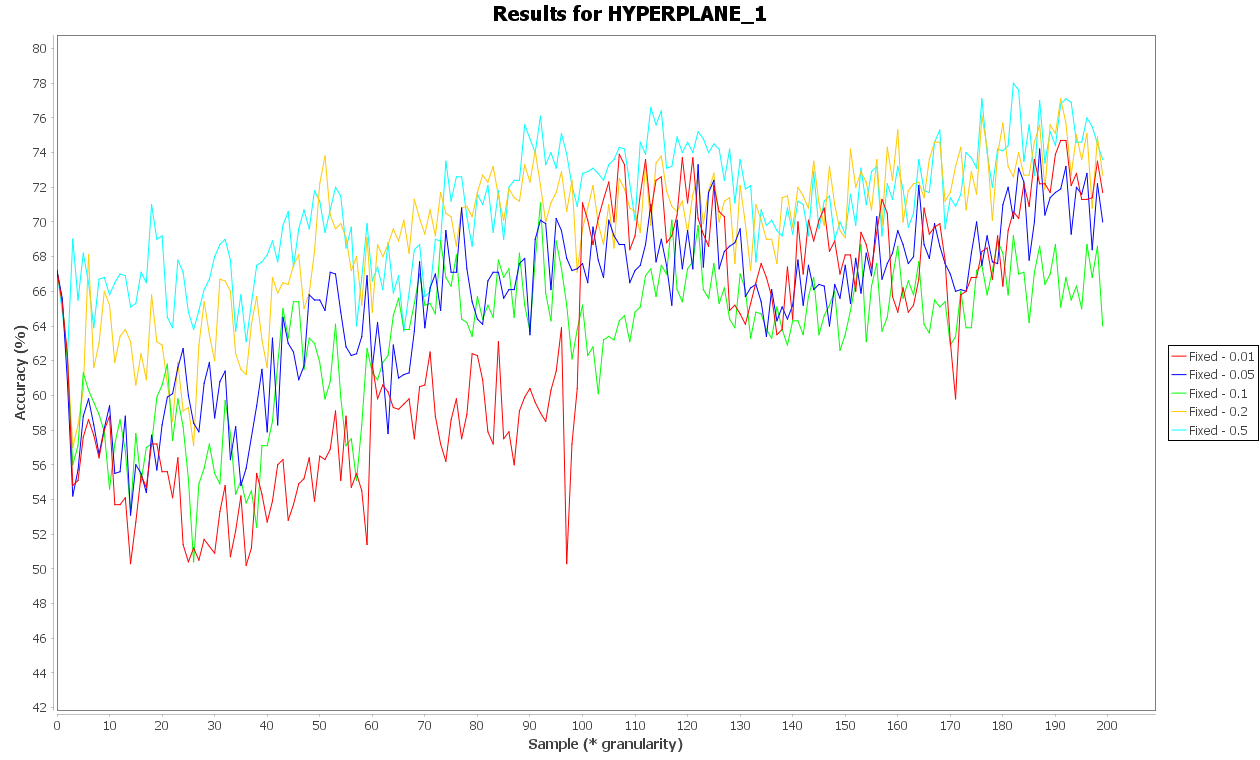 Results for HYPERPLANE_1
Accuracy (%)
80
78
76
74
72
70
68
66
64
62
60
58
56
54
52
50
48
46
44
42
0 10 20 30 40 50 60 70 80 90 100 110 120 130 140 150 160 170 180 190 200
Sample (* granularity)
Fixed - 0.01
Fixed - 0.05
Fixed - 0.1
Fixed - 0.2
Fixed - 0.5